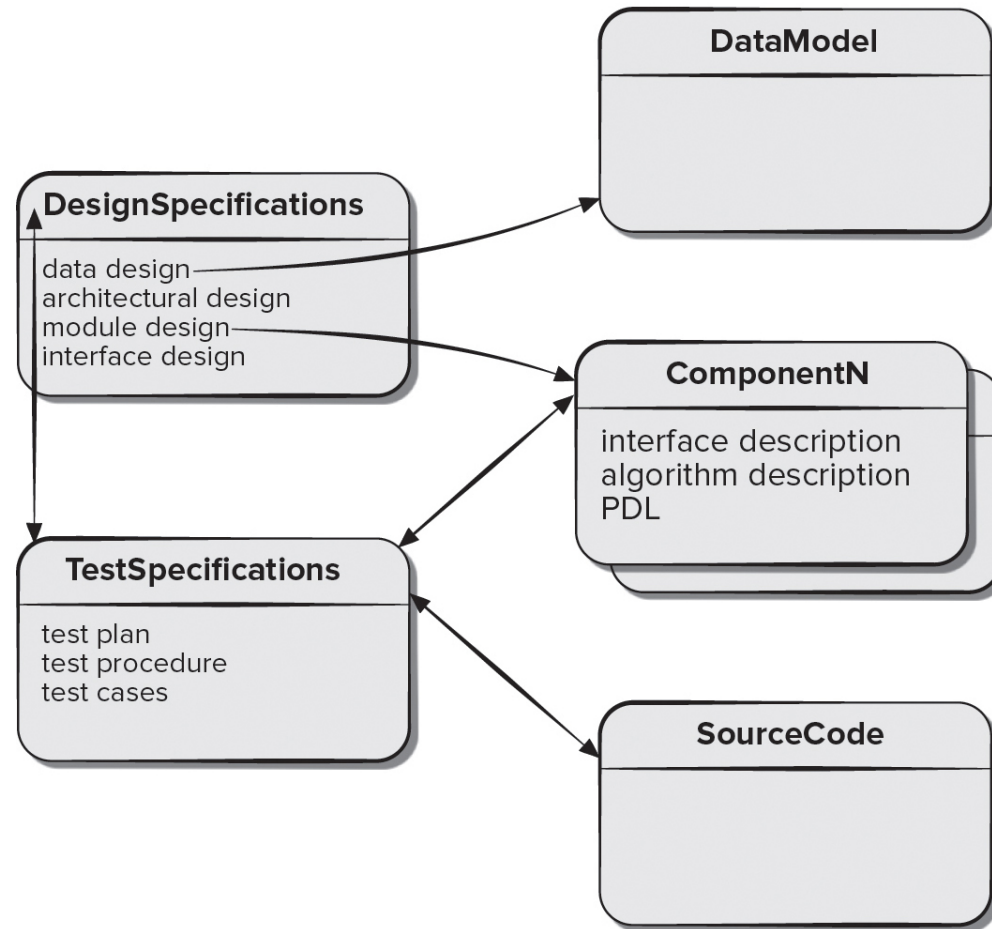 DataModel
DesignSpecifications
data design
architectural design
module design
interface design
ComponentN
interface description
algorithm description
PDL
TestSpecifications
test plan
test procedure
test cases
SourceCode